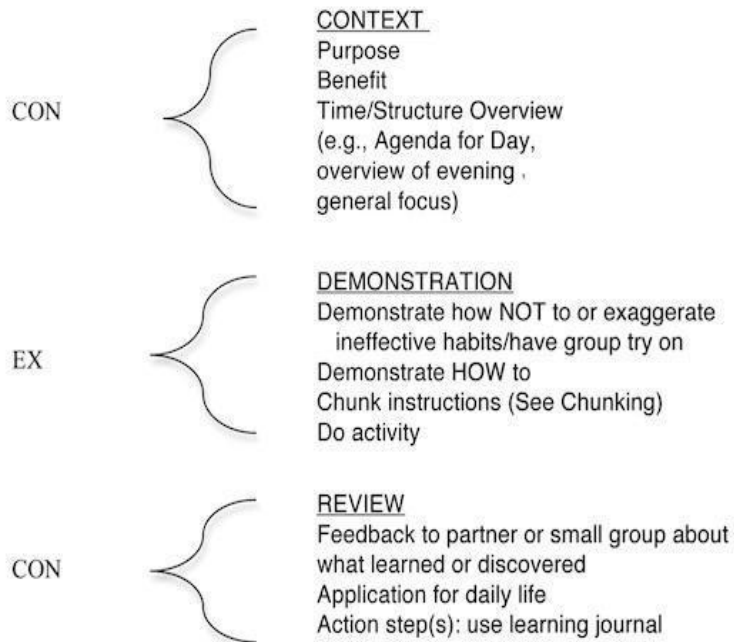 CONTEXT
Purpose
Benefit
CON
Time/Structure Overview
(e.g., Agenda for Day,
overview of evening ,
general focus)
DEMONSTRATION
Demonstrate how NOT to or exaggerate
ineffective habits/have group try on
EX
Demonstrate HOW to
Chunk instructions (See Chunking)
Do activity
REVIEW
Feedback to partner or small group about
what learned or discovered
CON
Application for daily life
Action step(s): use learning journal